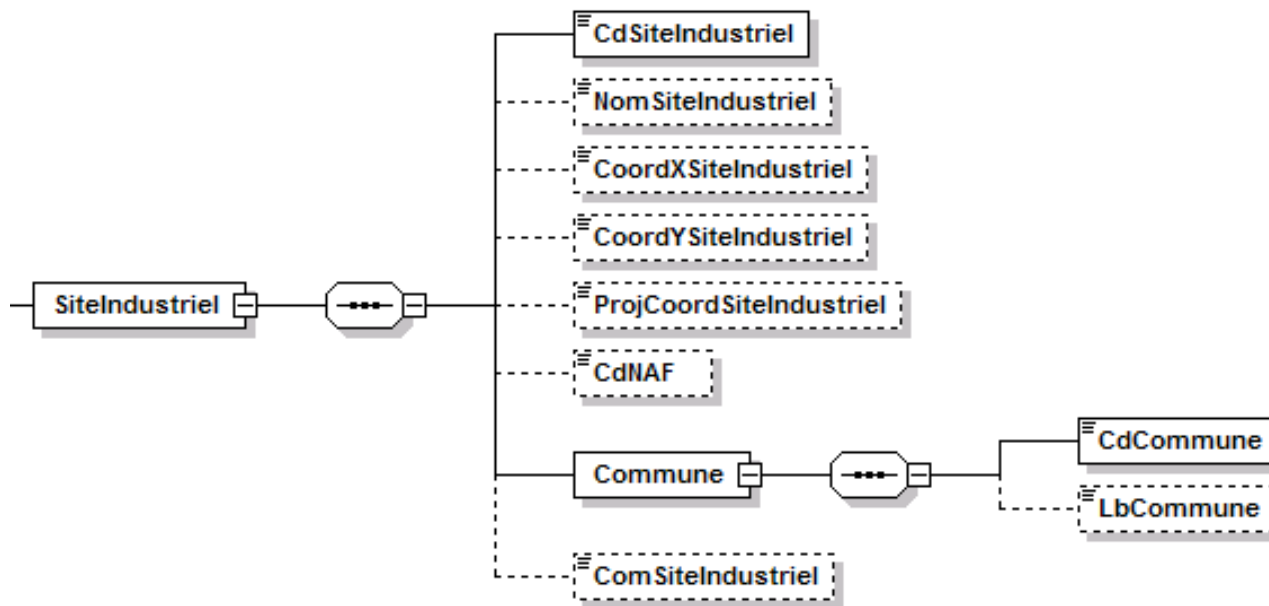 CdSiteIndustriel
NomSiteIndustriel
CoordXSiteIndustriel
CoordYSiteIndustriel
SiteIndustriel
ProjCoordSiteIndustriel
CdNAF
CdCommune
Commune
LbCommune
ComSiteIndustriel